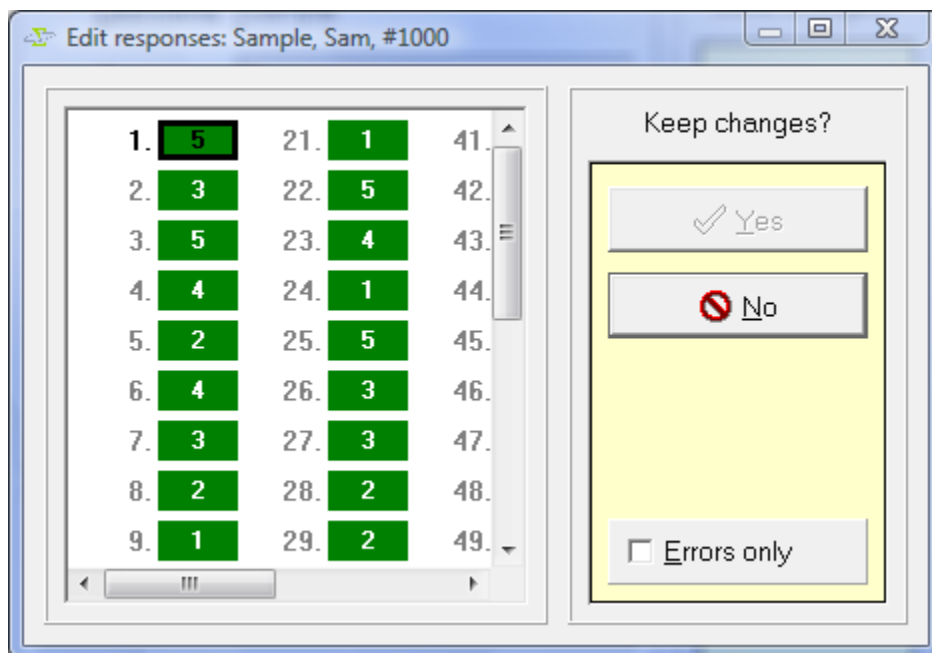 Edit responses: Sample, Sam, #1000
Keep changes?
1. 5 21. 1 41.
2. 3 22. 5 42.
3. 5 23. 4 43.
4. 4 24. 1 44.
5. 2 25. 5 45.
6. 4 26. 3 46.
7. 3 27. 3 47.
8. 2 28. 2 48.
9. 1 29. 2 49.
Yes
No
Errors only